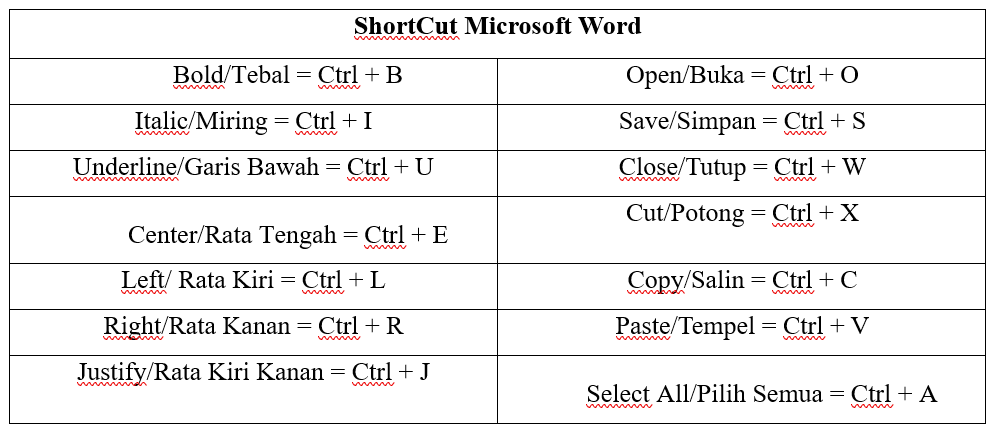 ShortCut Microsoft Word
Bold/Tebal = Ctrl + B
Open/Buka = Ctrl + O
Italic/Miring = Ctrl + I
Save/Simpan = Ctrl + S
Underline/Garis Bawah = Ctrl + U
Close/Tutup = Ctrl + W
Center/Rata Tengah = Ctrl + E
Cut/Potong = Ctrl + X
Left/ Rata Kiri = Ctrl + L
Copy/Salin = Ctrl + C
Right/Rata Kanan = Ctrl + R
Paste/Tempel = Ctrl + V
Justify/Rata Kiri Kanan = Ctrl + J
Select All/Pilih Semua = Ctrl + A